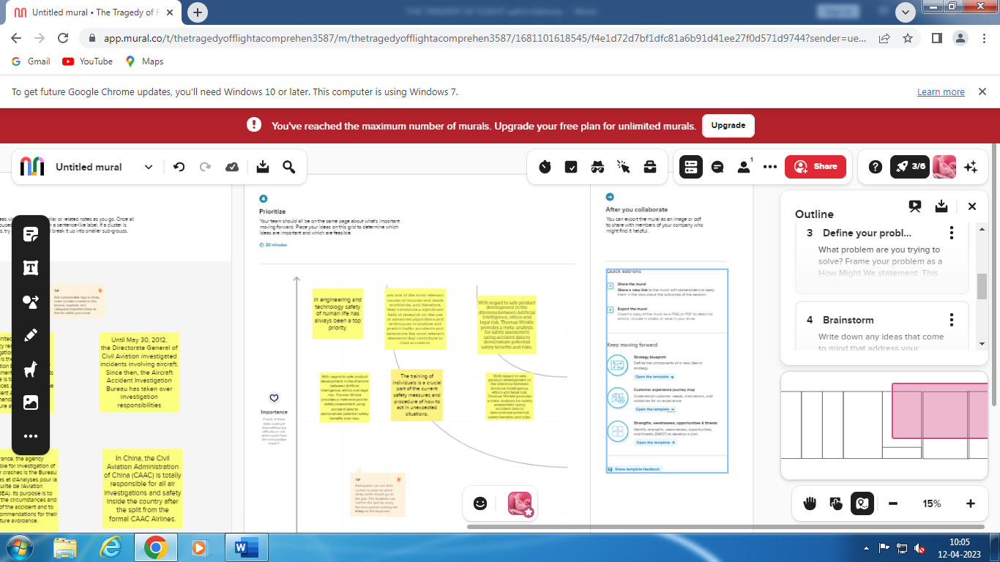 Untitled mural • The Tragedy of F
app.mural.co/t/thetragedyofflightacomprehen3587/m/thetragedyofflightacomprehen3587/1681101618545/f4e1d72d7bf1dfc81a6b91d41ee27f0d571d9744?sender=ue...
Gmail
YouTube
Maps
To get future Google Chrome updates, you'll need Windows 10 or later. This computer is using Windows 7.
Learn more
You've reached the maximum number of murals. Upgrade your free plan for unlimited murals.
Upgrade
Untitled mural
1
Share
3/6
4
Prioritize
Your team should all be on the same page about what's important
moving forward. Place your ideas on this grid to determine which
ideas are important and which are feasible.
20 minutes
milar or related notes as you go. Once all
r a sentence-like label. If a cluster is
break it up into smaller sub-groups.
TIP
Add customizable tags to sticky
notes to make it easier to find,
browse, organize, and
categorize important ideas as
themes within your mural.
Until May 30, 2012,
the Directorate General of
Civil Aviation investigated
incidents involving aircraft.
Since then, the Aircraft
Accident Investigation
Bureau has taken over
investigation
responsibilities
rance, the agency
ible for investigation of
r crashes is the Bureau
es et d'Analyses pour la
urite de l'Aviation
BEA). Its purpose is to
the circumstances and
of the accident and to
mmendations for their
ture avoidance.
In China, the Civil
Aviation Administration
of China (CAAC) is totally
responsible for all air
investigations and safety
inside the country after
the split from the
formal CAAC Airlines.
In engineering and
technology safety
of human life has
always been a top
priority.
are one of the most relevant
causes of injuries and death
worldwide, and therefore,
they constitute a significant
field of research on the use
of advanced algorithms and
techniques to analyze and
predict traffic accidents and
determine the most relevant
elements that contribute to
road accidents.
With regard to safe product
development in the
dilemma between Artificial
Intelligence, ethics and
legal risk, Thomas Winkle
provides a meta-analysis
for safety assessment
using accident data to
demonstrate potential
safety benefits and risks.
With regard to safe product
development in the dilemma
between Artificial
Intelligence, ethics and legal
risk, Thomas Winkle
provides a meta-analysis for
safety assessment using
accident data to
demonstrate potential safety
benefits and risks.
The training of
individuals is a crucial
part of the current
safety measures and
procedure of how to
act in unexpected
situations.
With regard to safe
product development in
the dilemma between
Artificial Intelligence,
ethics and legal risk,
Thomas Winkle provides
a meta-analysis for
safety assessment using
accident data to
demonstrate potential
safety benefits and risks.
Importance
If each of these
tasks could get
done without any
difficulty or cost,
which would have
the most positive
impact?
TIP
Participants can use their
cursors to point at where
sticky notes should go on
the grid. The facilitator can
confirm the spot by using
the laser pointer holding the
H key on the keyboard.
After you collaborate
You can export the mural as an image or pdf
to share with members of your company who
might find it helpful.
Quick add-ons
A
Share the mural
Share a view link to the mural with stakeholders to keep
them in the loop about the outcomes of the session.
B
Export the mural
Export a copy of the mural as a PNG or PDF to attach to
emails, include in slides, or save in your drive.
Keep moving forward
Strategy blueprint
Define the components of a new idea or
strategy.
Open the template
Customer experience journey map
Understand customer needs, motivations, and
obstacles for an experience.
Open the template
Strengths, weaknesses, opportunities & threats
Identify strengths, weaknesses, opportunities,
and threats (SWOT) to develop a plan.
Open the template
Share template feedback
Outline
3 Define your probl...
What problem are you trying to
solve? Frame your problem as a
How Might We statement. This
4 Brainstorm
Write down any ideas that come
to mind that address your
15%
10:05
12-04-2023